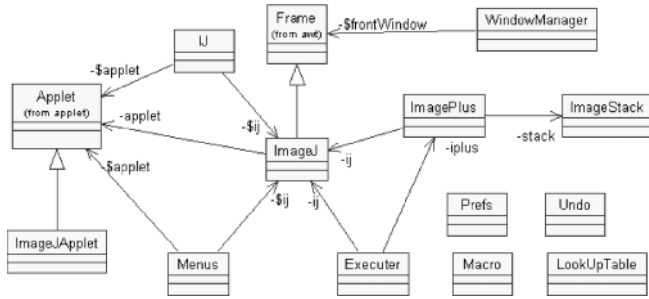 Frame
(from awt)
-$frontWindow
WindowManager
IJ
-$applet
Applet
(from applet)
-applet
-$ij
ImagePlus
ImageStack
-stack
-iplus
ImageJ
-ij
-$applet
-$ij
-ij
Prefs
Undo
ImageJApplet
Menus
Executer
Macro
LookUpTable